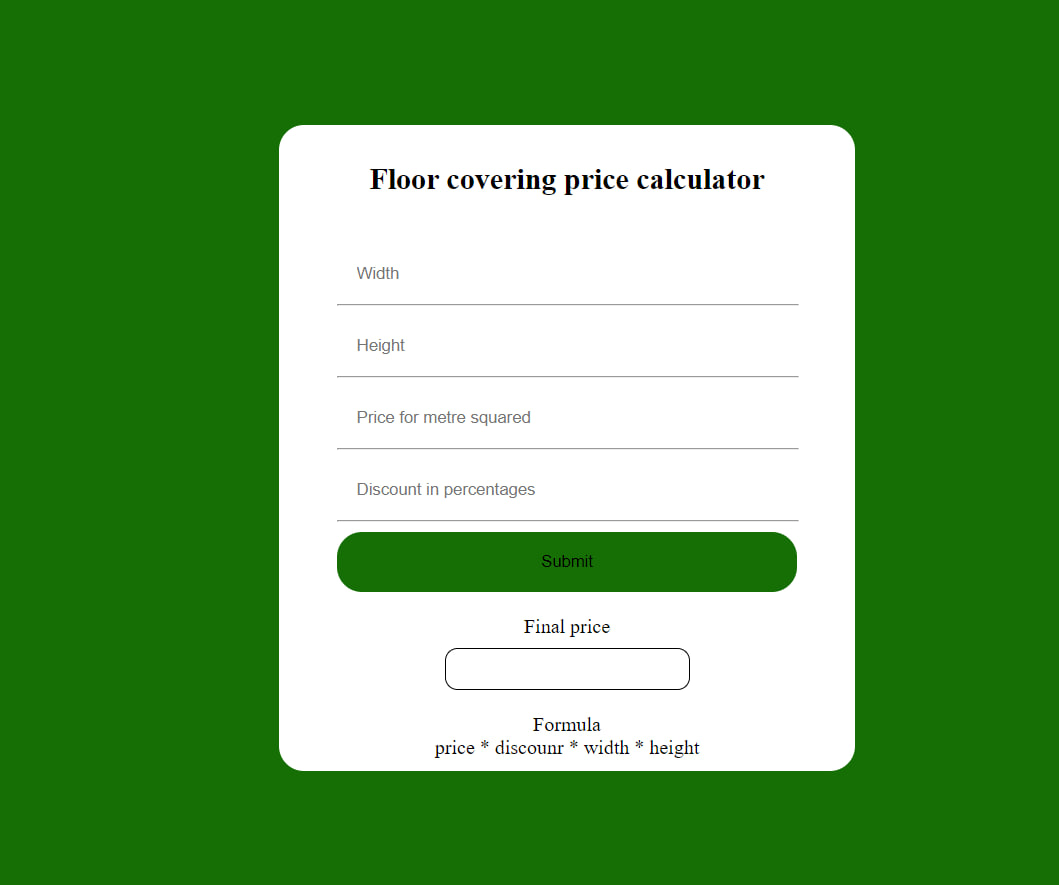 Floor covering price calculator
Width
Height
Price for metre squared
Discount in percentages
Submit
Final price
Formula
price * discounr * width * height